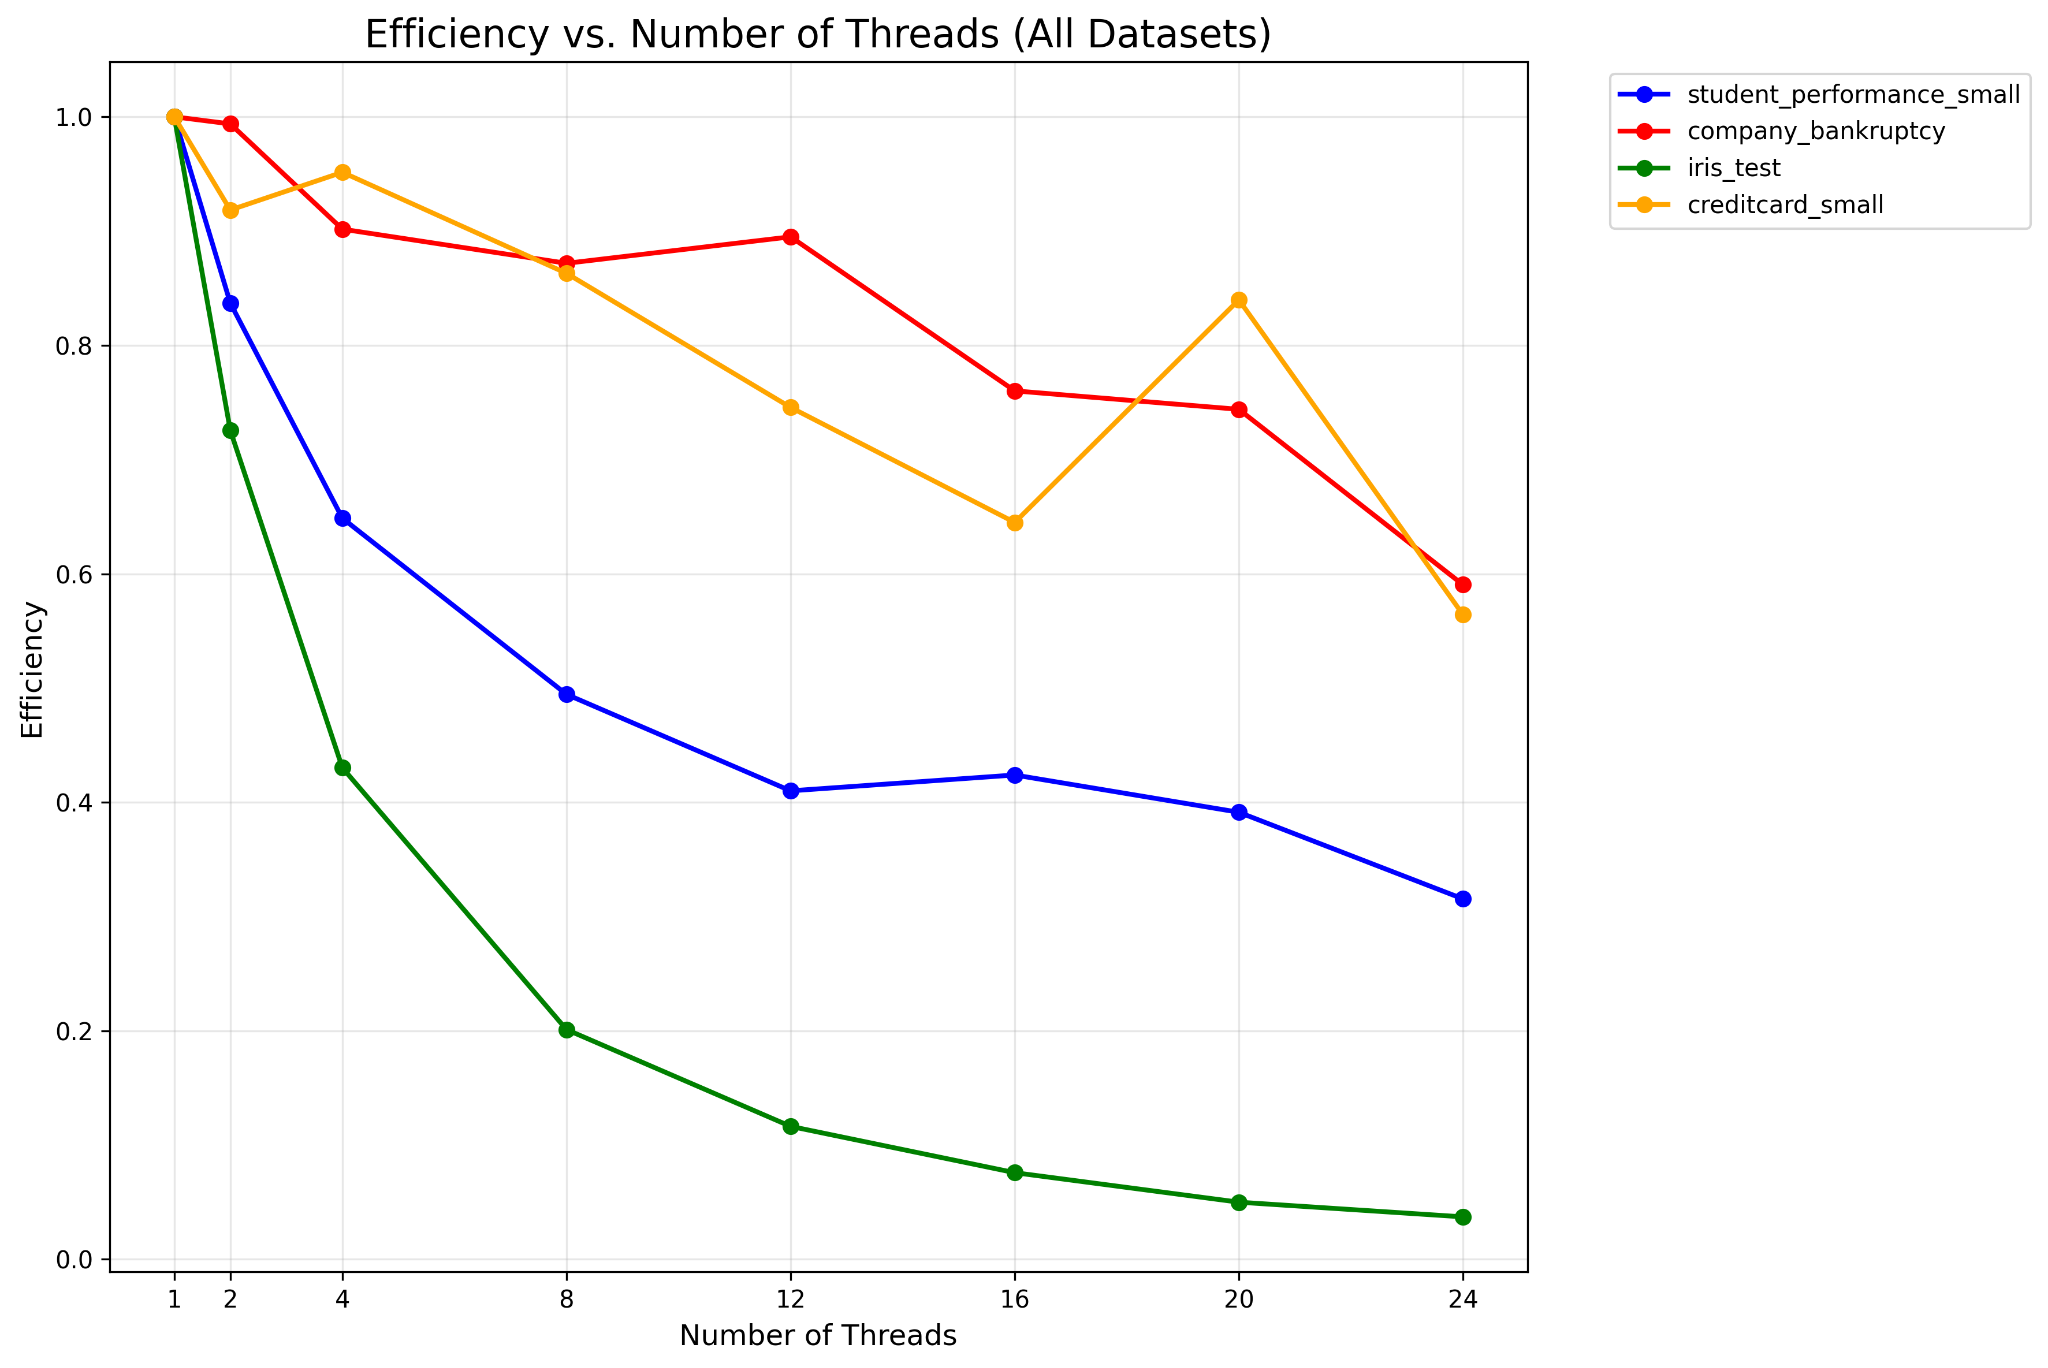 Efficiency vs. Number of Threads (All Datasets)
student_performance_small
company_bankruptcy
iris_test
creditcard_small
1.0
0.8
0.6
0.4
0.2
0.0
Efficiency
1 2 4 8 12 16 20 24
Number of Threads